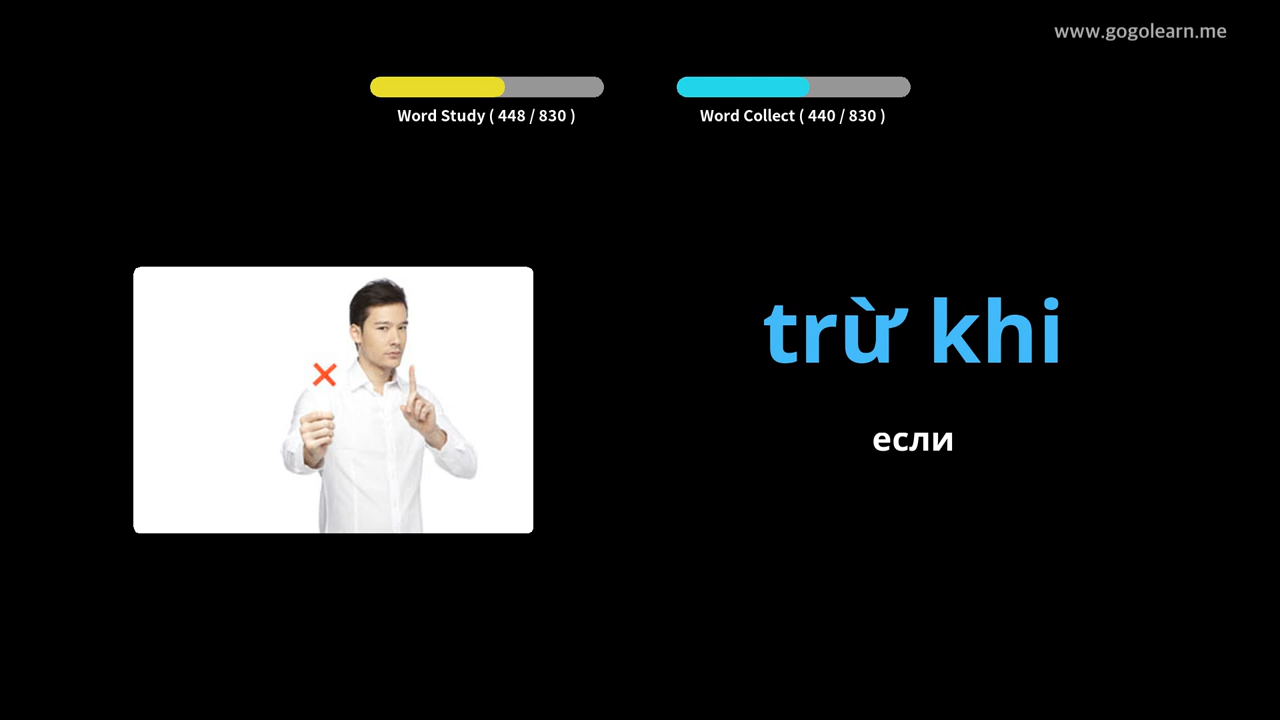 www.gogolearn.me
Word Study ( 448 / 830 )
Word Collect ( 440 / 830 )
trừ khi
если